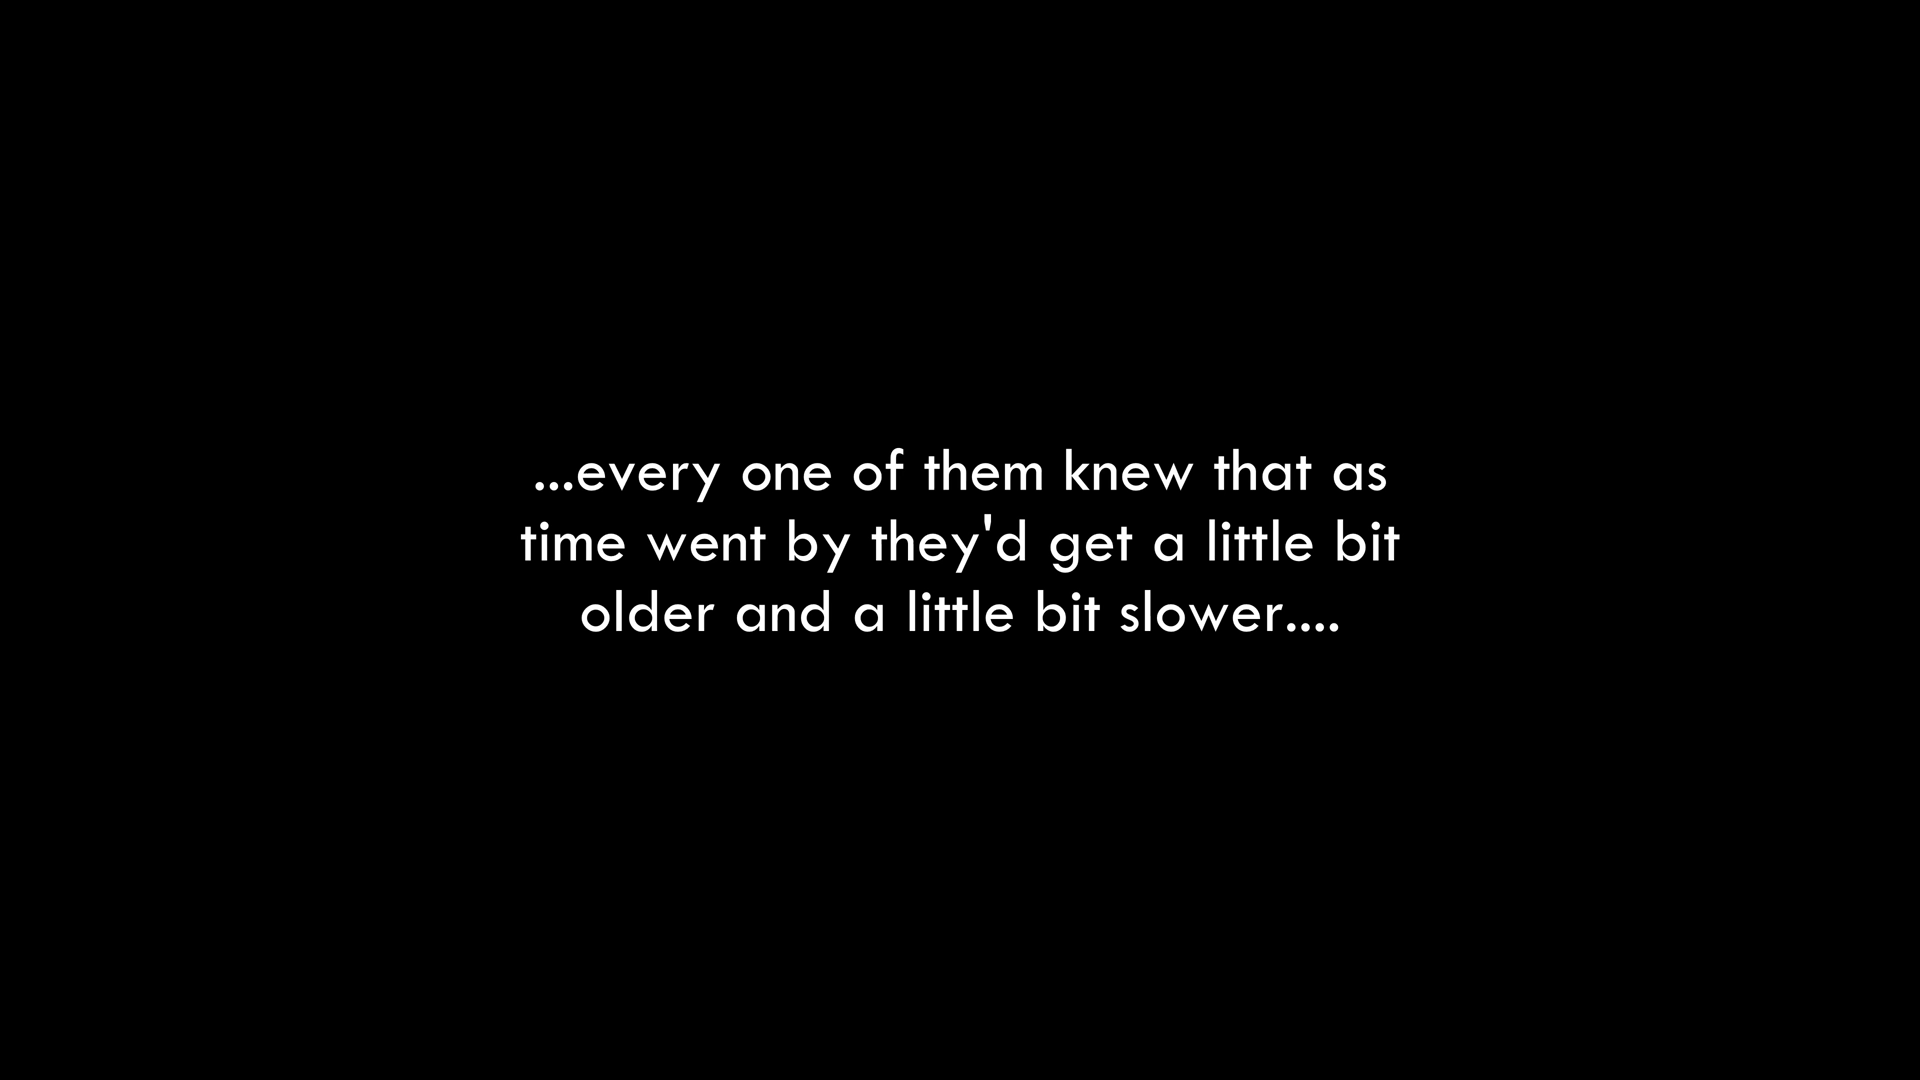 ...every one of them knew that as
time went by they'd get a little bit
older and a little bit slower....